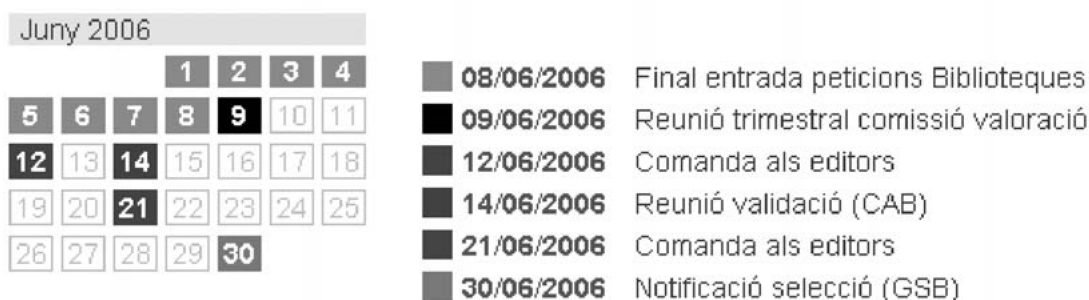 Juny 2006
1 2 3 4
5 6 7 8 9 10 11
12 13 14 15 16 17 18
19 20 21 22 23 24 25
26 27 28 29 30
08/06/2006 Final entrada peticions Biblioteques
09/06/2006 Reunió trimestral comissió valoració
12/06/2006 Comanda als editors
14/06/2006 Reunió validació (CAB)
21/06/2006 Comanda als editors
30/06/2006 Notificació selecció (GSB)